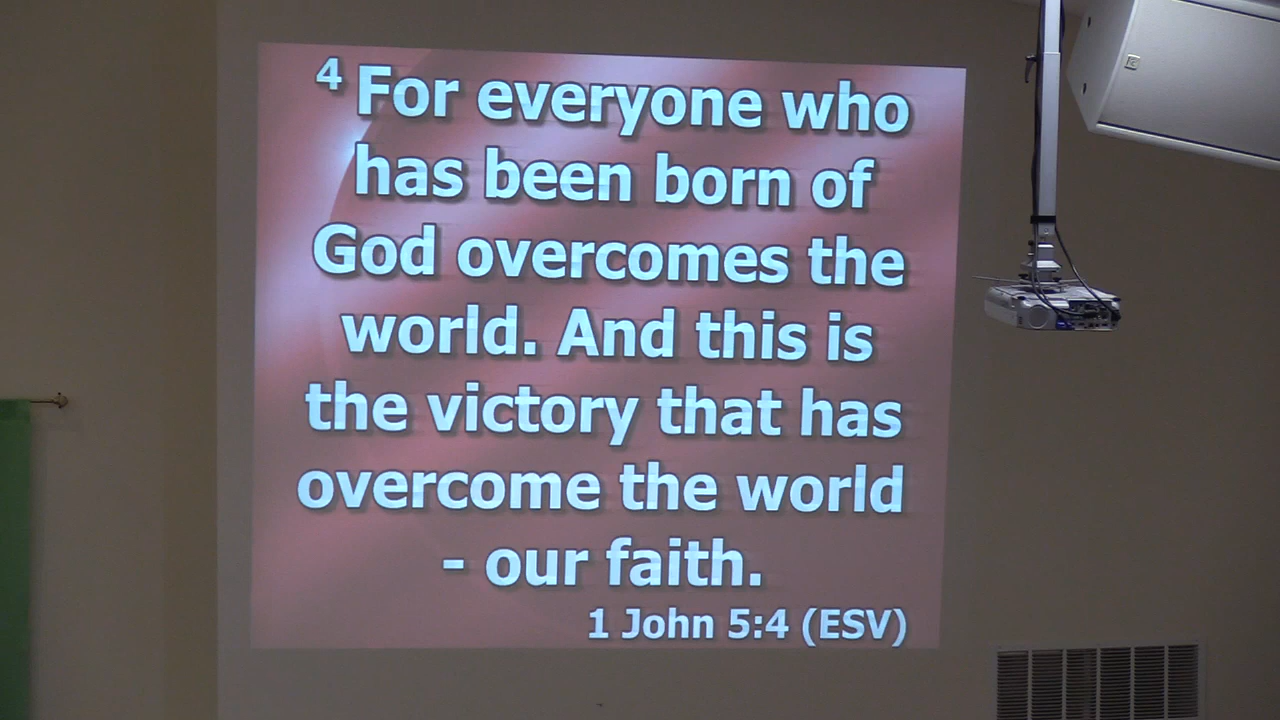 4 For everyone who
has been born of
God overcomes the
world. And this is
the victory that has
overcome the world
- our faith.
1 John 5:4 (ESV)